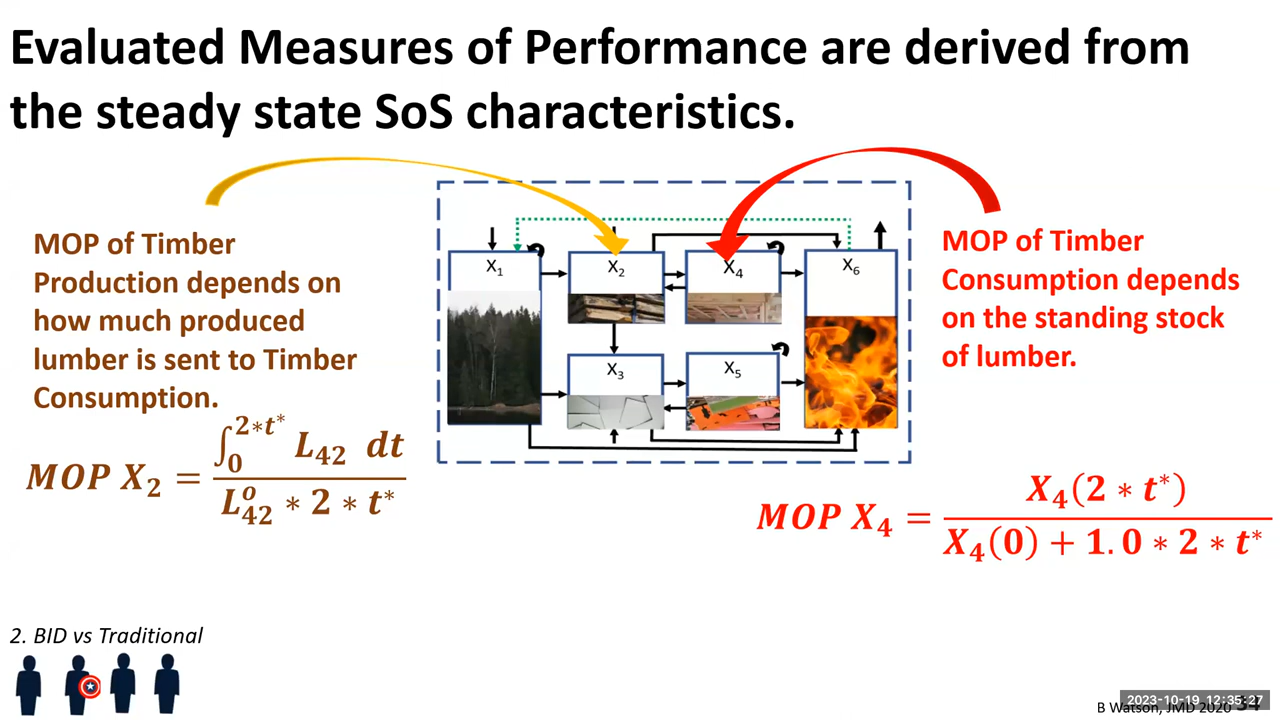 Evaluated Measures of Performance are derived from
the steady state SoS characteristics.
MOP of Timber
Production depends on
how much produced
lumber is sent to Timber
Consumption.
MOP X₂ = ∫₀^{2*t*} L₄₂ dt / L₄₂^o * 2 * t*
X₁
X₂
X₄
X₆
X₃
X₅
MOP of Timber
Consumption depends
on the standing stock
of lumber.
MOP X₄ = X₄(2 * t*) / X₄(0) + 1.0 * 2 * t*
2. BID vs Traditional
2023-10-19 12:35:27
B Watson, JMD 2020 34